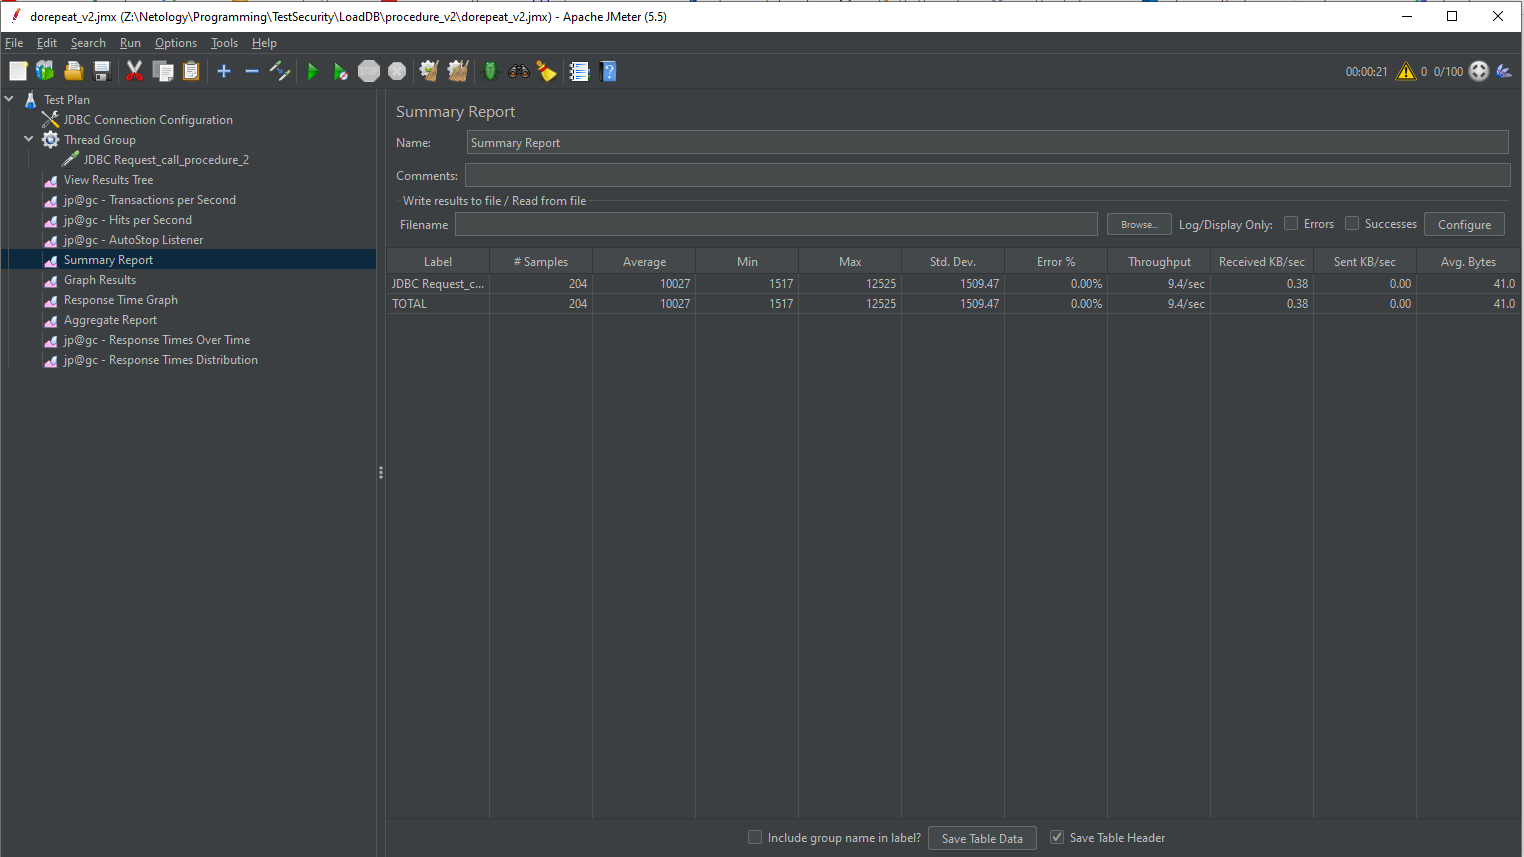 dorepeat_v2.jmx (Z:\Netology\Programming\TestSecurity\LoadDB\procedure_v2\dorepeat_v2.jmx) - Apache JMeter (5.5)
File Edit Search Run Options Tools Help
00:00:21 0 0/100
Test Plan
JDBC Connection Configuration
Thread Group
JDBC Request_call_procedure_2
View Results Tree
jp@gc - Transactions per Second
jp@gc - Hits per Second
jp@gc - AutoStop Listener
Summary Report
Graph Results
Response Time Graph
Aggregate Report
jp@gc - Response Times Over Time
jp@gc - Response Times Distribution
Summary Report
Name: Summary Report
Comments:
Write results to file / Read from file
Filename Browse... Log/Display Only: Errors Successes Configure
Label # Samples Average Min Max Std. Dev. Error % Throughput Received KB/sec Sent KB/sec Avg. Bytes
JDBC Request_c... 204 10027 1517 12525 1509.47 0.00% 9.4/sec 0.38 0.00 41.0
TOTAL 204 10027 1517 12525 1509.47 0.00% 9.4/sec 0.38 0.00 41.0
Include group name in label? Save Table Data Save Table Header